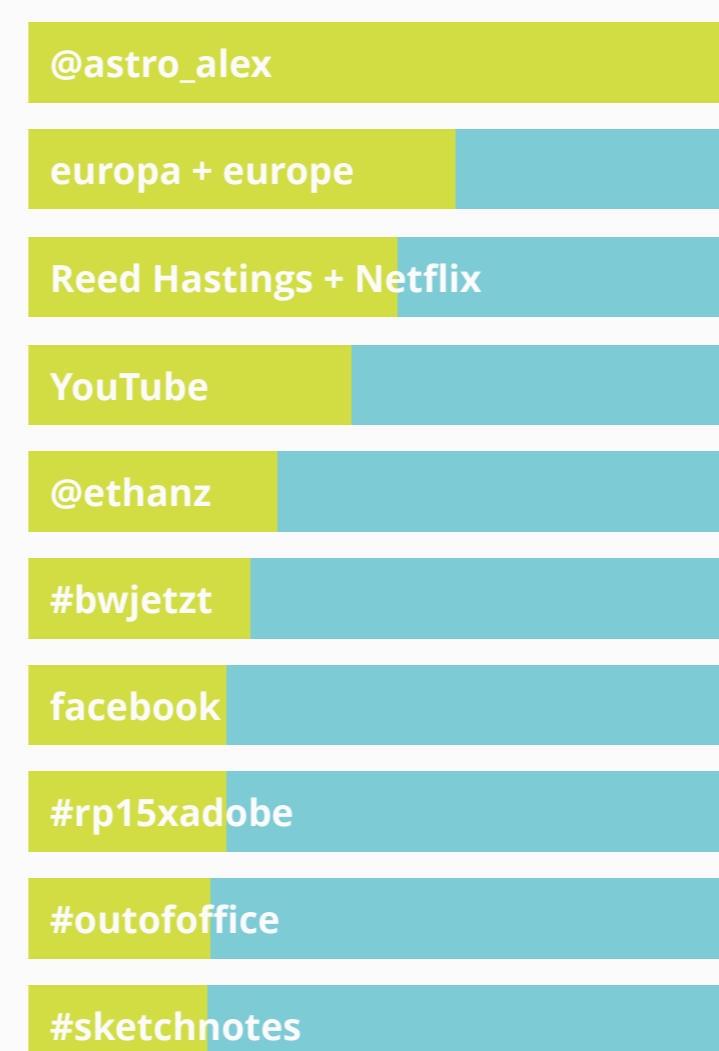 @astro_alex
europa + europe
Reed Hastings + Netflix
YouTube
@ethanz
#bwjetzt
facebook
#rp15xadobe
#outofoffice
#sketchnotes